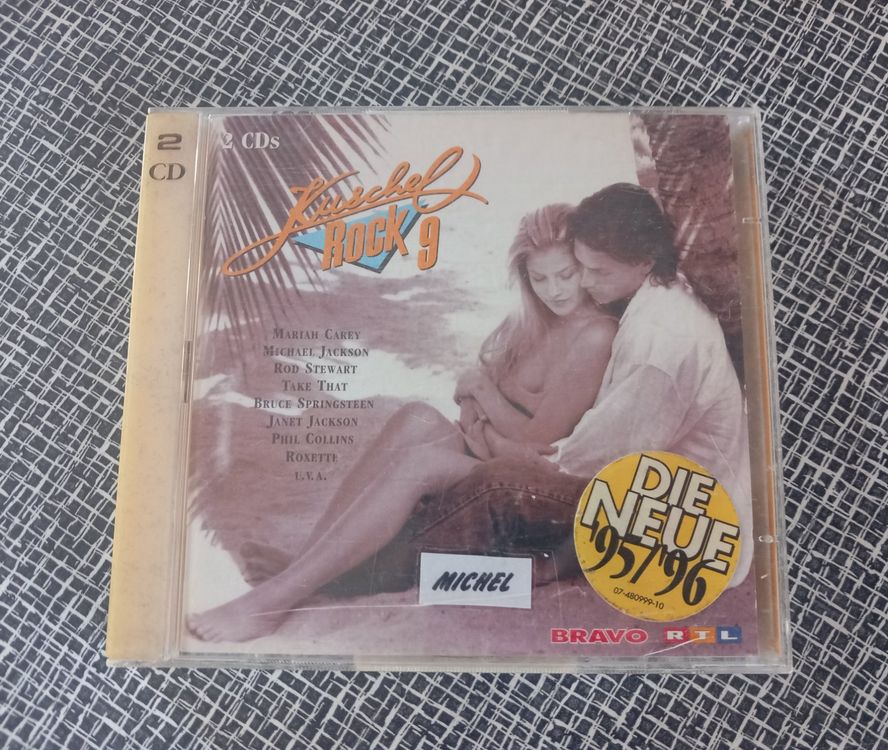 2
CD
2 CDs
Kuschel
Rock 9
Mariah Carey
Michael Jackson
Rod Stewart
Take That
Bruce Springsteen
Janet Jackson
Phil Collins
Roxette
u.v.a.
DIE
NEUE
'95/'96
07-480999-10
MICHEL
BRAVO RTL